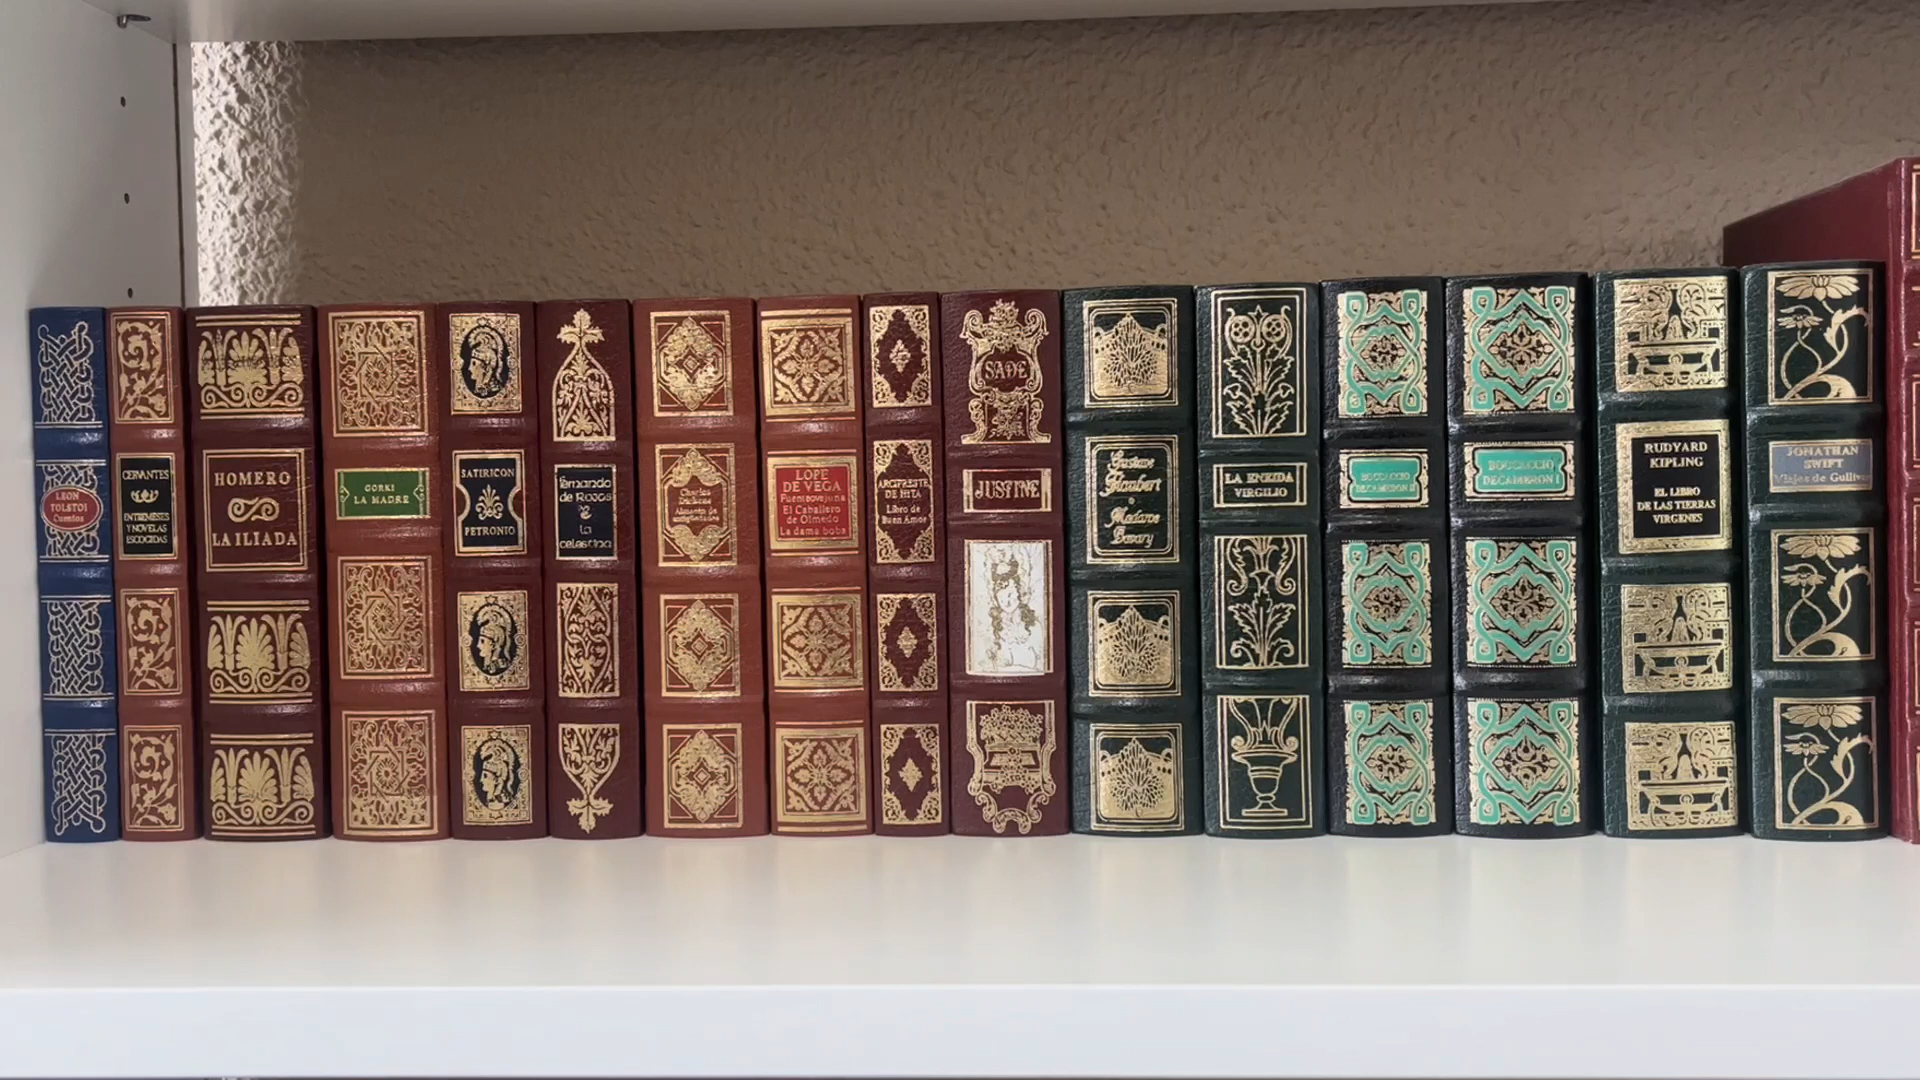 LEON
TOLSTOI
Cuentos
CERVANTES
ENTREMESES
Y NOVELAS
ESCOGIDAS
HOMERO
LA ILIADA
GORKI
LA MADRE
SATIRICON
PETRONIO
Fernando
de Rojas
la
celestina
LOPE
DE VEGA
Fuenteovejuna
El Caballero
de Olmedo
La dama boba
ARCIPRESTE
DE HITA
Libro de
Buen Amor
SADE
JUSTINE
Gustave
Flaubert
Madame
Bovary
LA ENEIDA
VIRGILIO
BOCCACCIO
DECAMERON II
BOCCACCIO
DECAMERON I
RUDYARD
KIPLING
EL LIBRO
DE LAS TIERRAS
VIRGENES
JONATHAN
SWIFT
Viajes de Gulliver